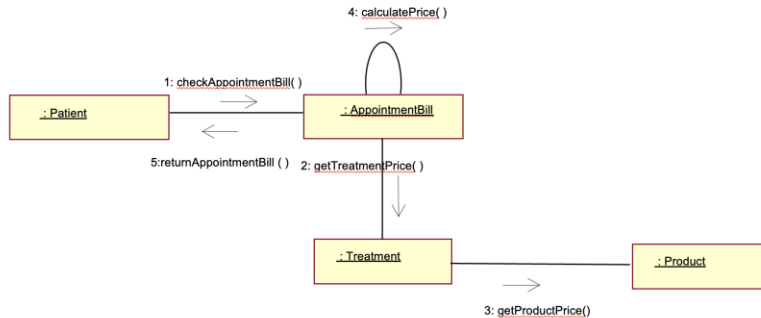 4: calculatePrice( )
1: checkAppointmentBill( )
: Patient
: AppointmentBill
5:returnAppointmentBill ( )
2: getTreatmentPrice( )
: Treatment
: Product
3: getProductPrice()